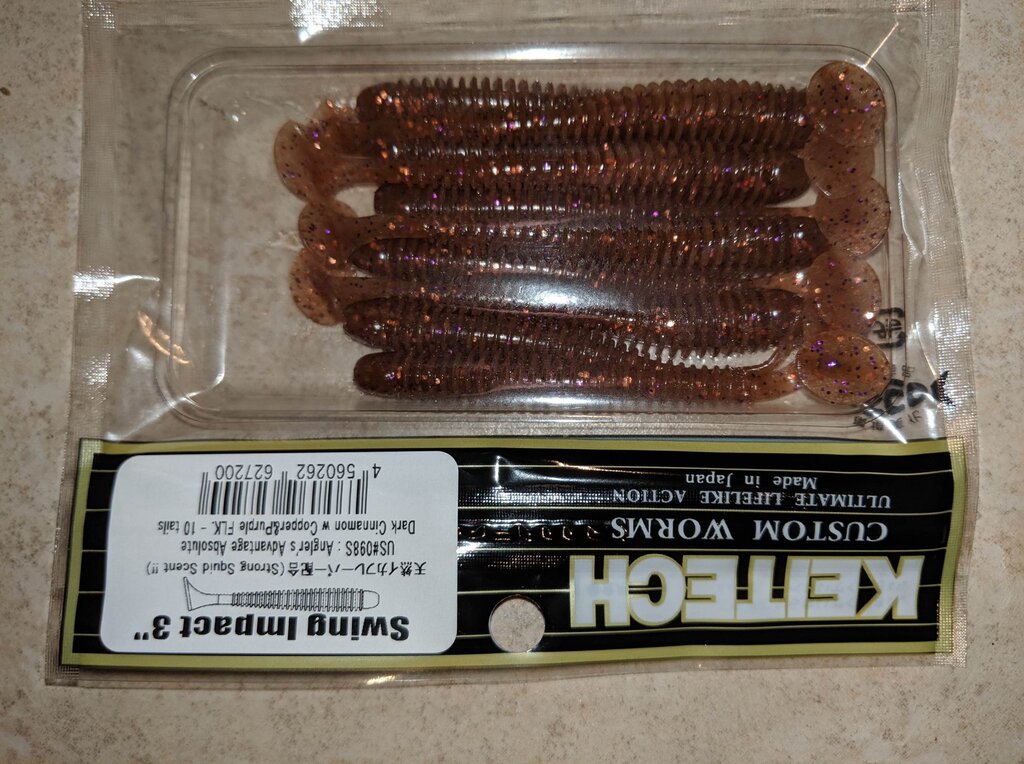 KEITECH
CUSTOM WORMS
ULTIMATE LIFELIKE ACTION
Made in Japan
Swing Impact 3"
天然イカフレーバー配合(Strong Squid Scent !!)
US#098S : Angler's Advantage Absolute
Dark Cinnamon w Copper&Purple FLK. - 10 tails
4 560262 627200